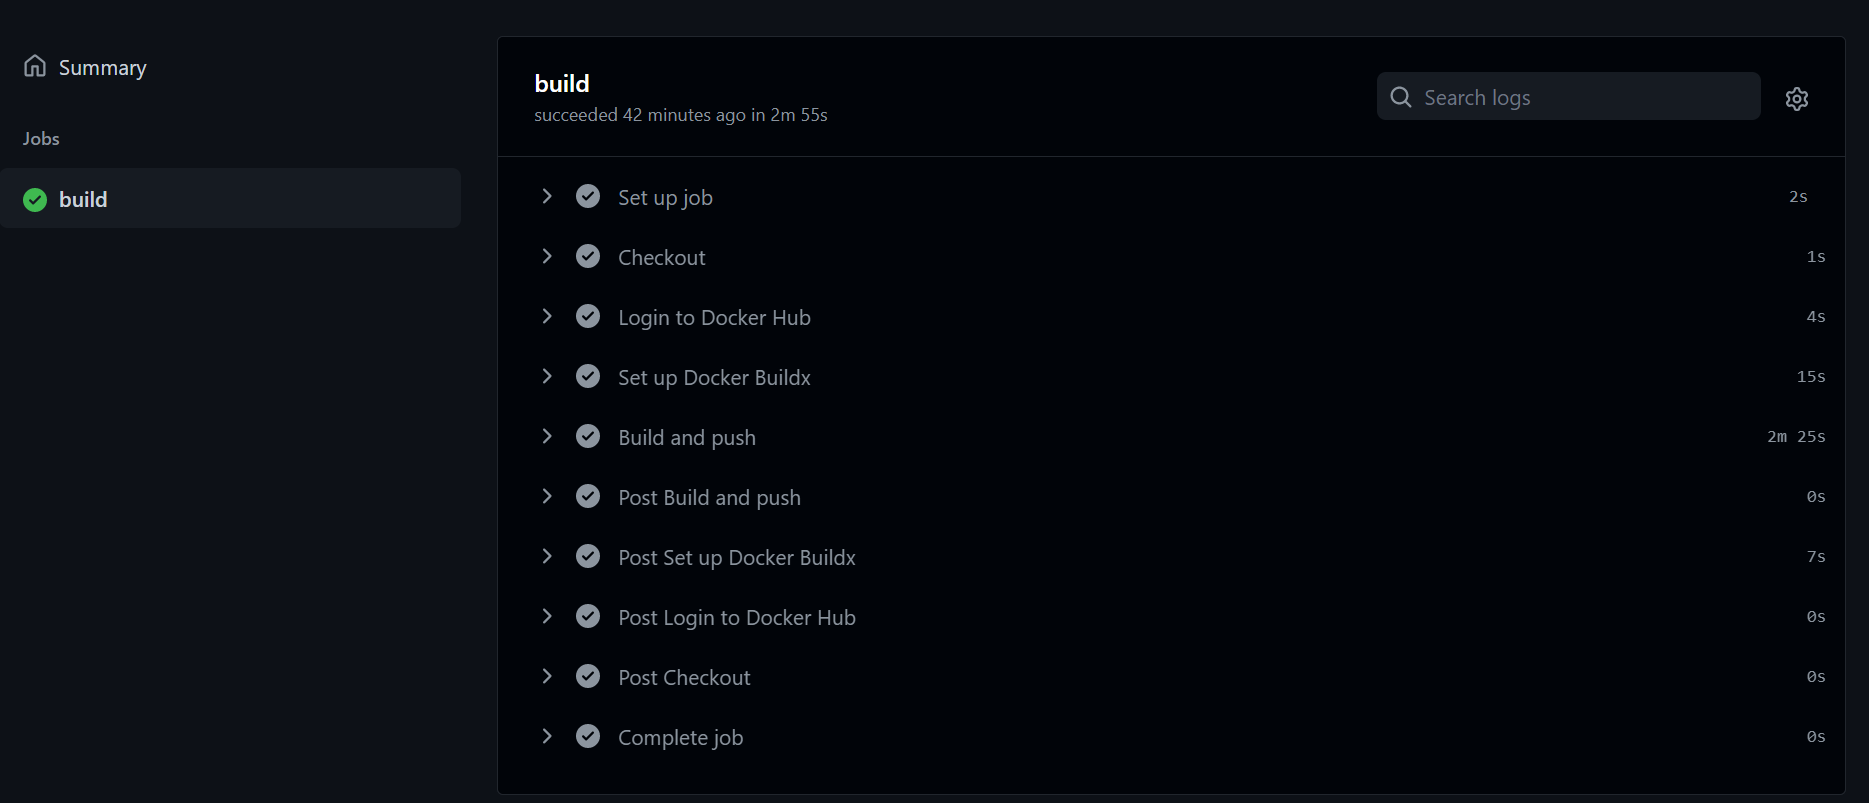 Summary
Jobs
build
build
succeeded 42 minutes ago in 2m 55s
Search logs
Set up job 2s
Checkout 1s
Login to Docker Hub 4s
Set up Docker Buildx 15s
Build and push 2m 25s
Post Build and push 0s
Post Set up Docker Buildx 7s
Post Login to Docker Hub 0s
Post Checkout 0s
Complete job 0s